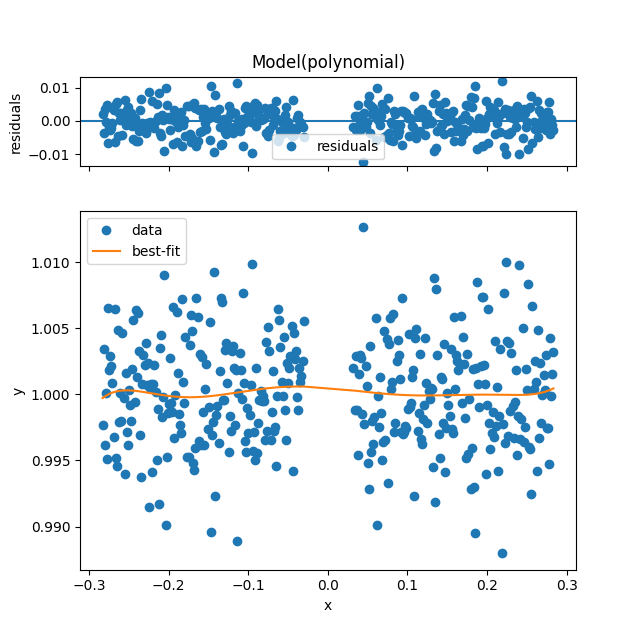 Model(polynomial)
0.01
0.00
−0.01
residuals
residuals
data
best-fit
1.010
1.005
1.000
0.995
0.990
y
−0.3 −0.2 −0.1 0.0 0.1 0.2 0.3
x